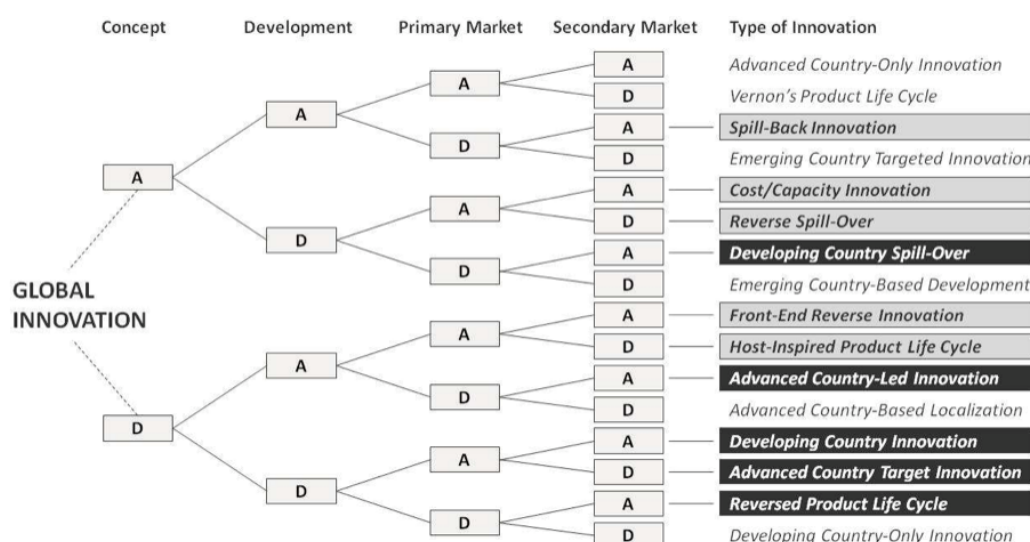 Concept Development Primary Market Secondary Market Type of Innovation
A Advanced Country-Only Innovation
A
D Vernon's Product Life Cycle
A
A Spill-Back Innovation
D
D Emerging Country Targeted Innovation
A
A Cost/Capacity Innovation
A
D Reverse Spill-Over
D
A Developing Country Spill-Over
D
D Emerging Country-Based Development
GLOBAL
INNOVATION
A Front-End Reverse Innovation
A
D Host-Inspired Product Life Cycle
A
A Advanced Country-Led Innovation
D
D Advanced Country-Based Localization
D
A Developing Country Innovation
A
D Advanced Country Target Innovation
D
A Reversed Product Life Cycle
D
D Developing Country-Only Innovation